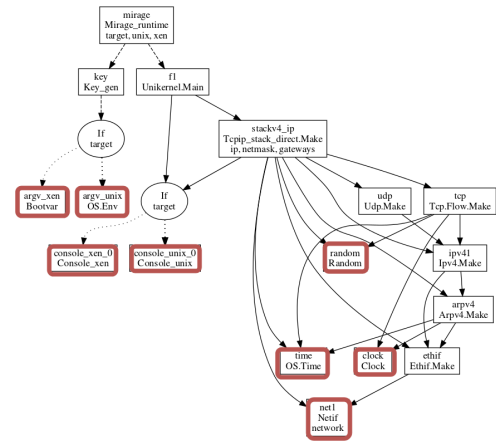 mirage
Mirage_runtime
target, unix, xen
key
Key_gen
f1
Unikernel.Main
If
target
stackv4_ip
Tcpip_stack_direct.Make
ip, netmask, gateways
argv_xen
Bootvar
argv_unix
OS.Env
If
target
udp
Udp.Make
tcp
Tcp.Flow.Make
console_xen_0
Console_xen
console_unix_0
Console_unix
random
Random
ipv41
Ipv4.Make
arpv4
Arpv4.Make
time
OS.Time
clock
Clock
ethif
Ethif.Make
net1
Netif
network